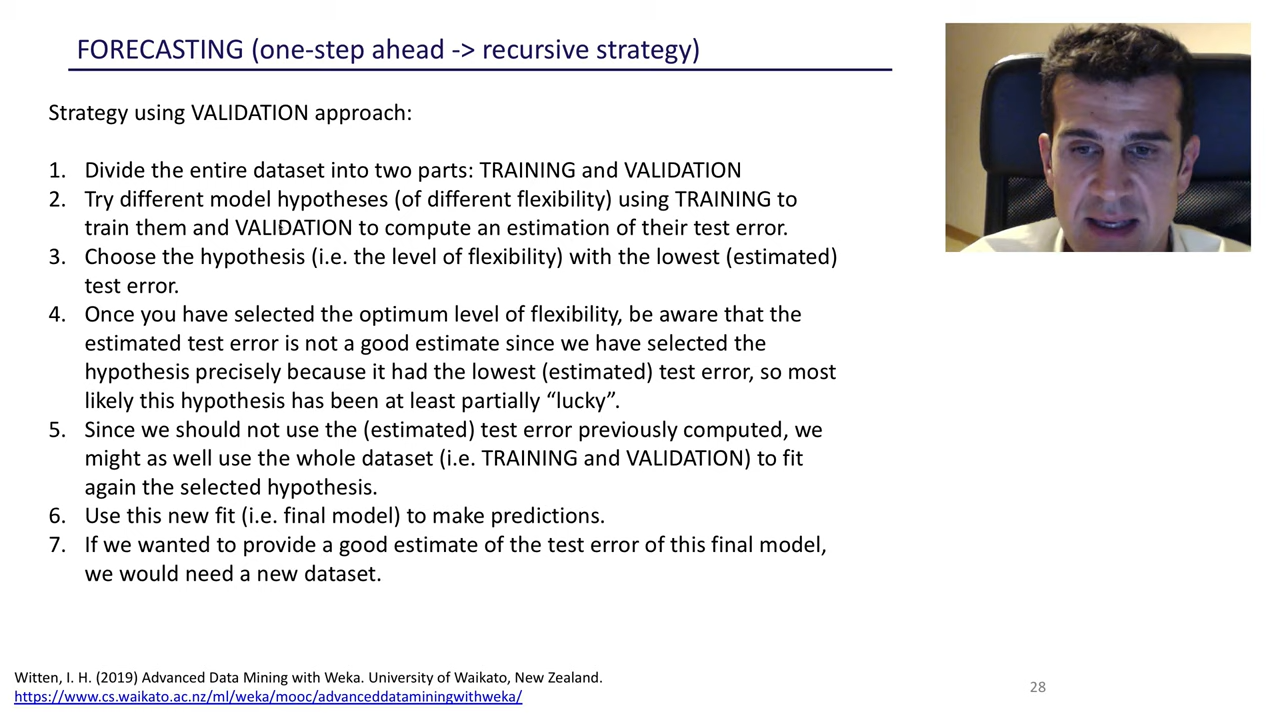 FORECASTING (one-step ahead -> recursive strategy)
Strategy using VALIDATION approach:
1. Divide the entire dataset into two parts: TRAINING and VALIDATION
2. Try different model hypotheses (of different flexibility) using TRAINING to
train them and VALIDATION to compute an estimation of their test error.
3. Choose the hypothesis (i.e. the level of flexibility) with the lowest (estimated)
test error.
4. Once you have selected the optimum level of flexibility, be aware that the
estimated test error is not a good estimate since we have selected the
hypothesis precisely because it had the lowest (estimated) test error, so most
likely this hypothesis has been at least partially “lucky”.
5. Since we should not use the (estimated) test error previously computed, we
might as well use the whole dataset (i.e. TRAINING and VALIDATION) to fit
again the selected hypothesis.
6. Use this new fit (i.e. final model) to make predictions.
7. If we wanted to provide a good estimate of the test error of this final model,
we would need a new dataset.
Witten, I. H. (2019) Advanced Data Mining with Weka. University of Waikato, New Zealand.
https://www.cs.waikato.ac.nz/ml/weka/mooc/advanceddataminingwithweka/
28